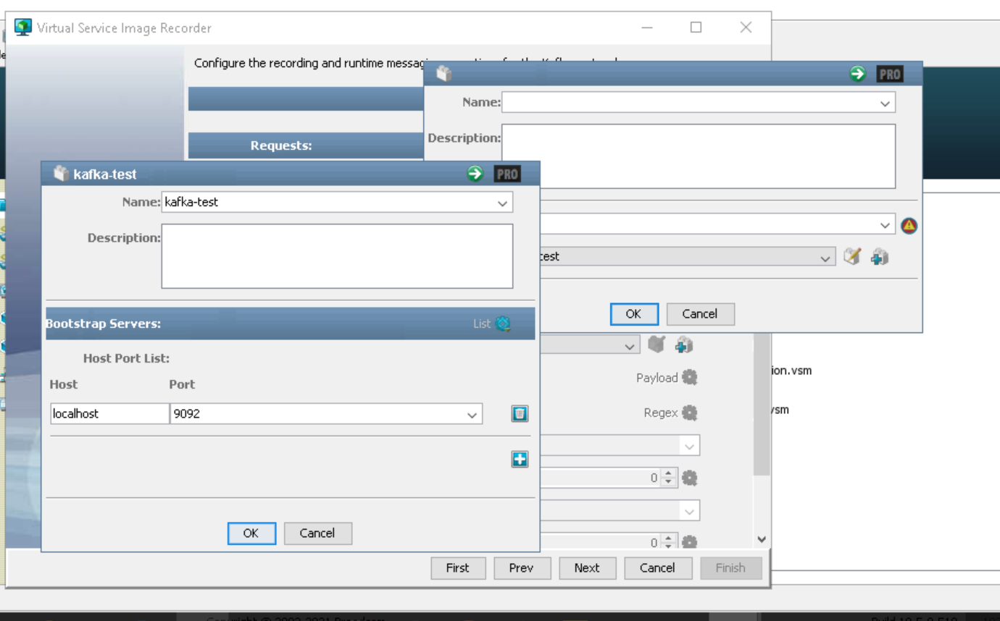 Virtual Service Image Recorder
Configure the recording and runtime messag
PRO
Name:
Description:
Requests:
kafka-test
PRO
Name: kafka-test
Description:
test
OK Cancel
Bootstrap Servers: List
Host Port List:
Host Port
localhost 9092
Payload
ion.vsm
Regex
vsm
0
0
OK Cancel
First Prev Next Cancel Finish